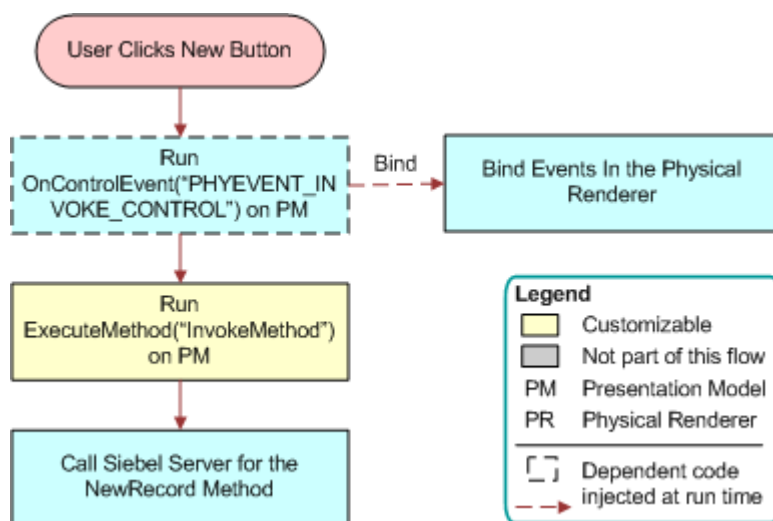 User Clicks New Button
Run
OnControlEvent("PHYEVENT_IN
VOKE_CONTROL") on PM
Bind
Bind Events In the Physical
Renderer
Run
ExecuteMethod("InvokeMethod")
on PM
Call Siebel Server for the
NewRecord Method
Legend
Customizable
Not part of this flow
PM Presentation Model
PR Physical Renderer
Dependent code
injected at run time